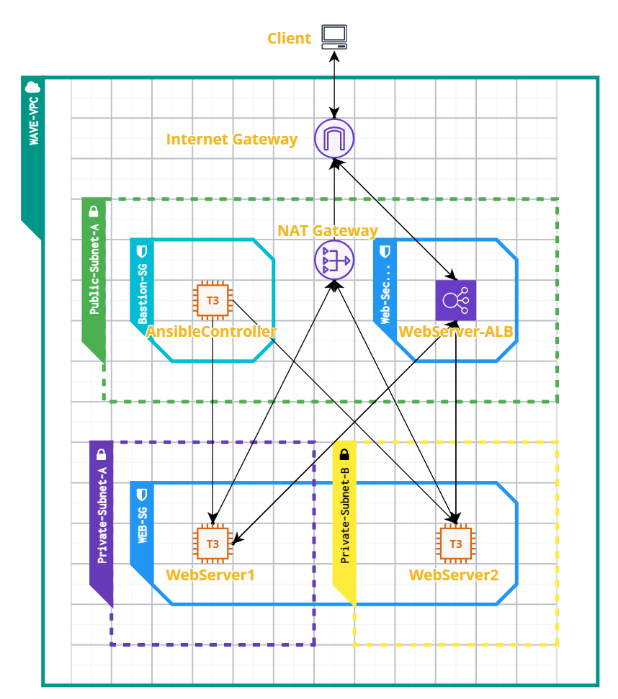 Client
WAVE-VPC
Internet Gateway
Public-Subnet-A
NAT Gateway
Bastion-SG
Web-Sec...
T3
AnsibleController
WebServer-ALB
Private-Subnet-A
Private-Subnet-B
WEB-SG
T3
T3
WebServer1
WebServer2